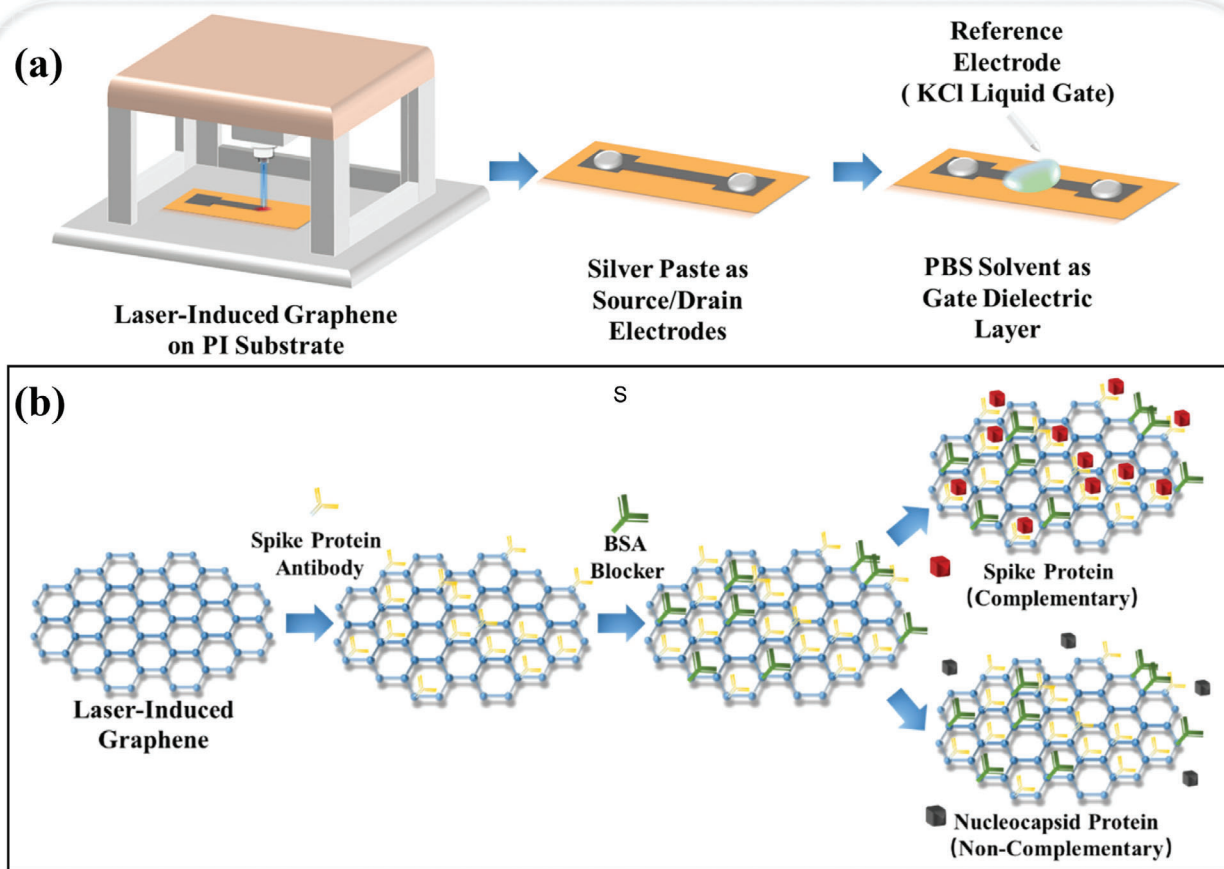 (a)
Reference
Electrode
( KCl Liquid Gate)
Laser-Induced Graphene
on PI Substrate
Silver Paste as
Source/Drain
Electrodes
PBS Solvent as
Gate Dielectric
Layer
(b)
S
Spike Protein
Antibody
BSA
Blocker
Laser-Induced
Graphene
Spike Protein
(Complementary)
Nucleocapsid Protein
(Non-Complementary)